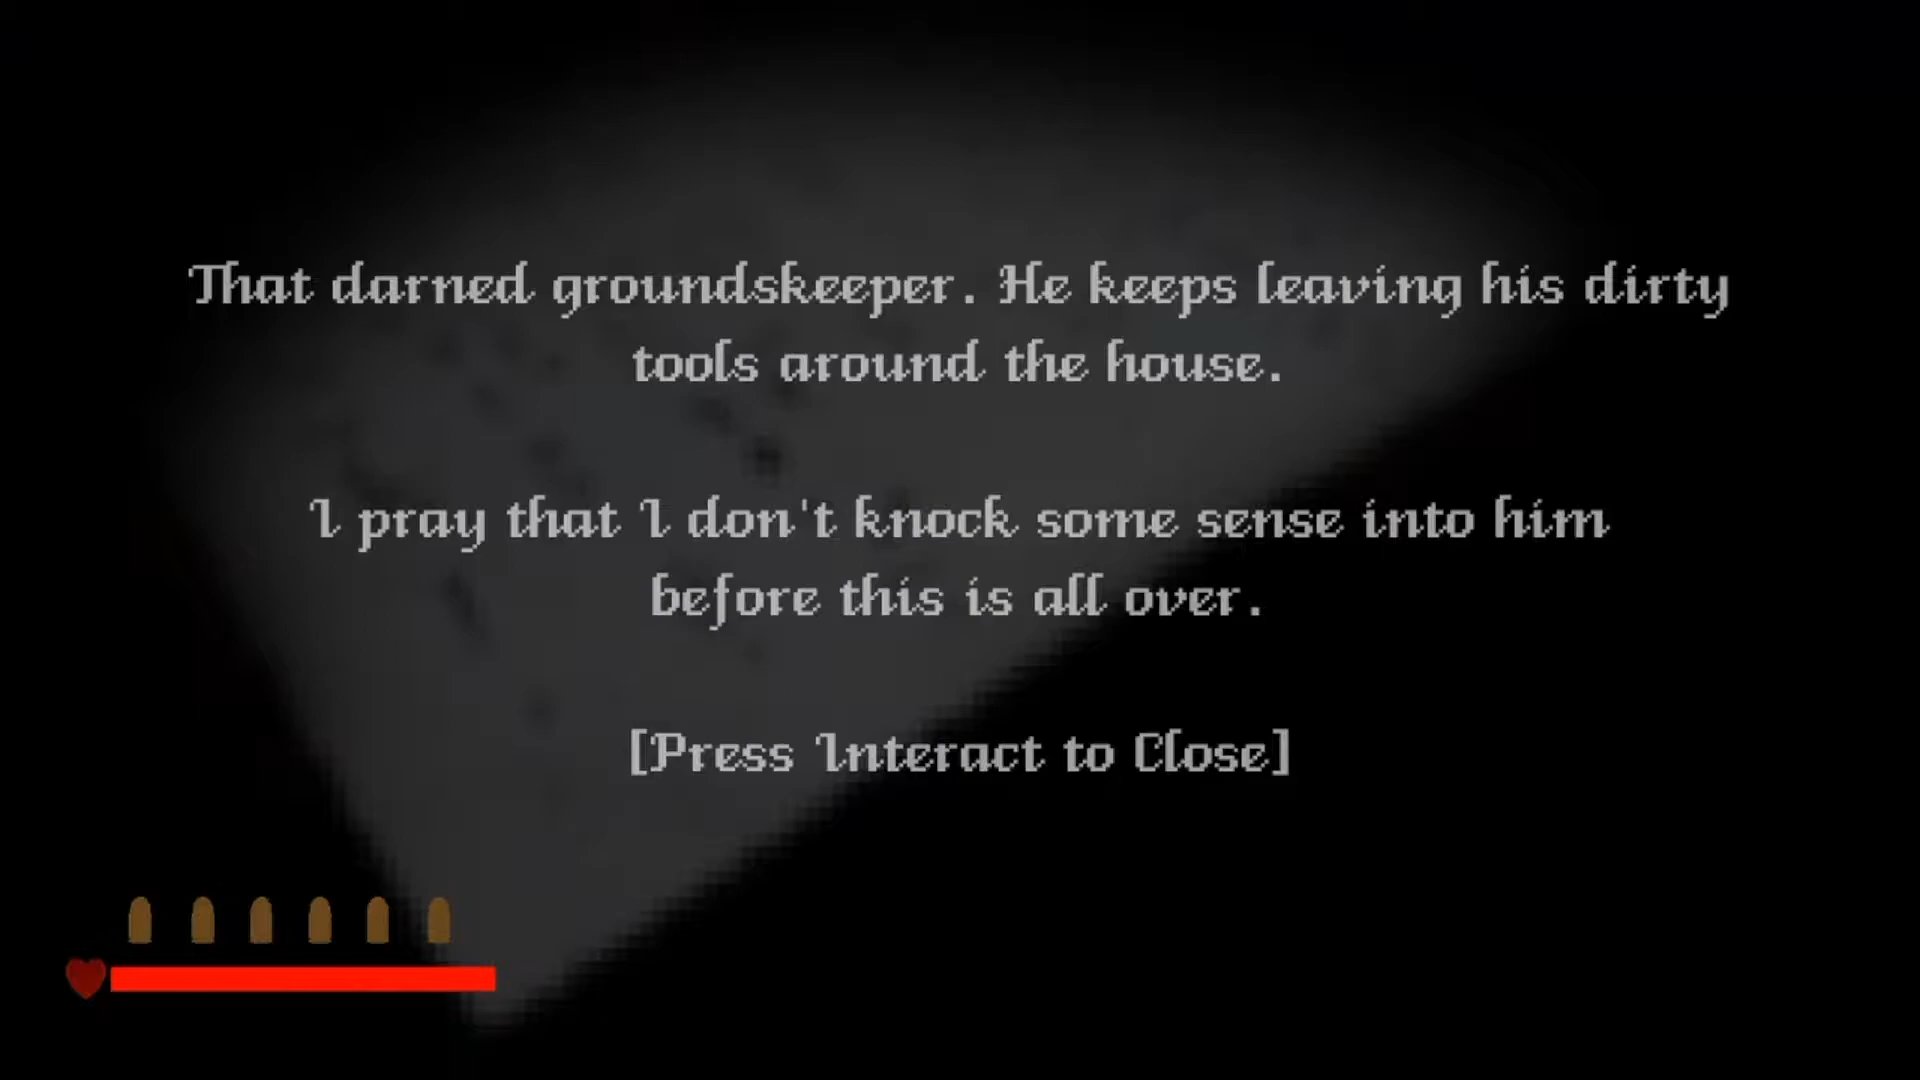 That darned groundskeeper. He keeps leaving his dirty
tools around the house.
I pray that I don't knock some sense into him
before this is all over.
[Press Interact to Close]